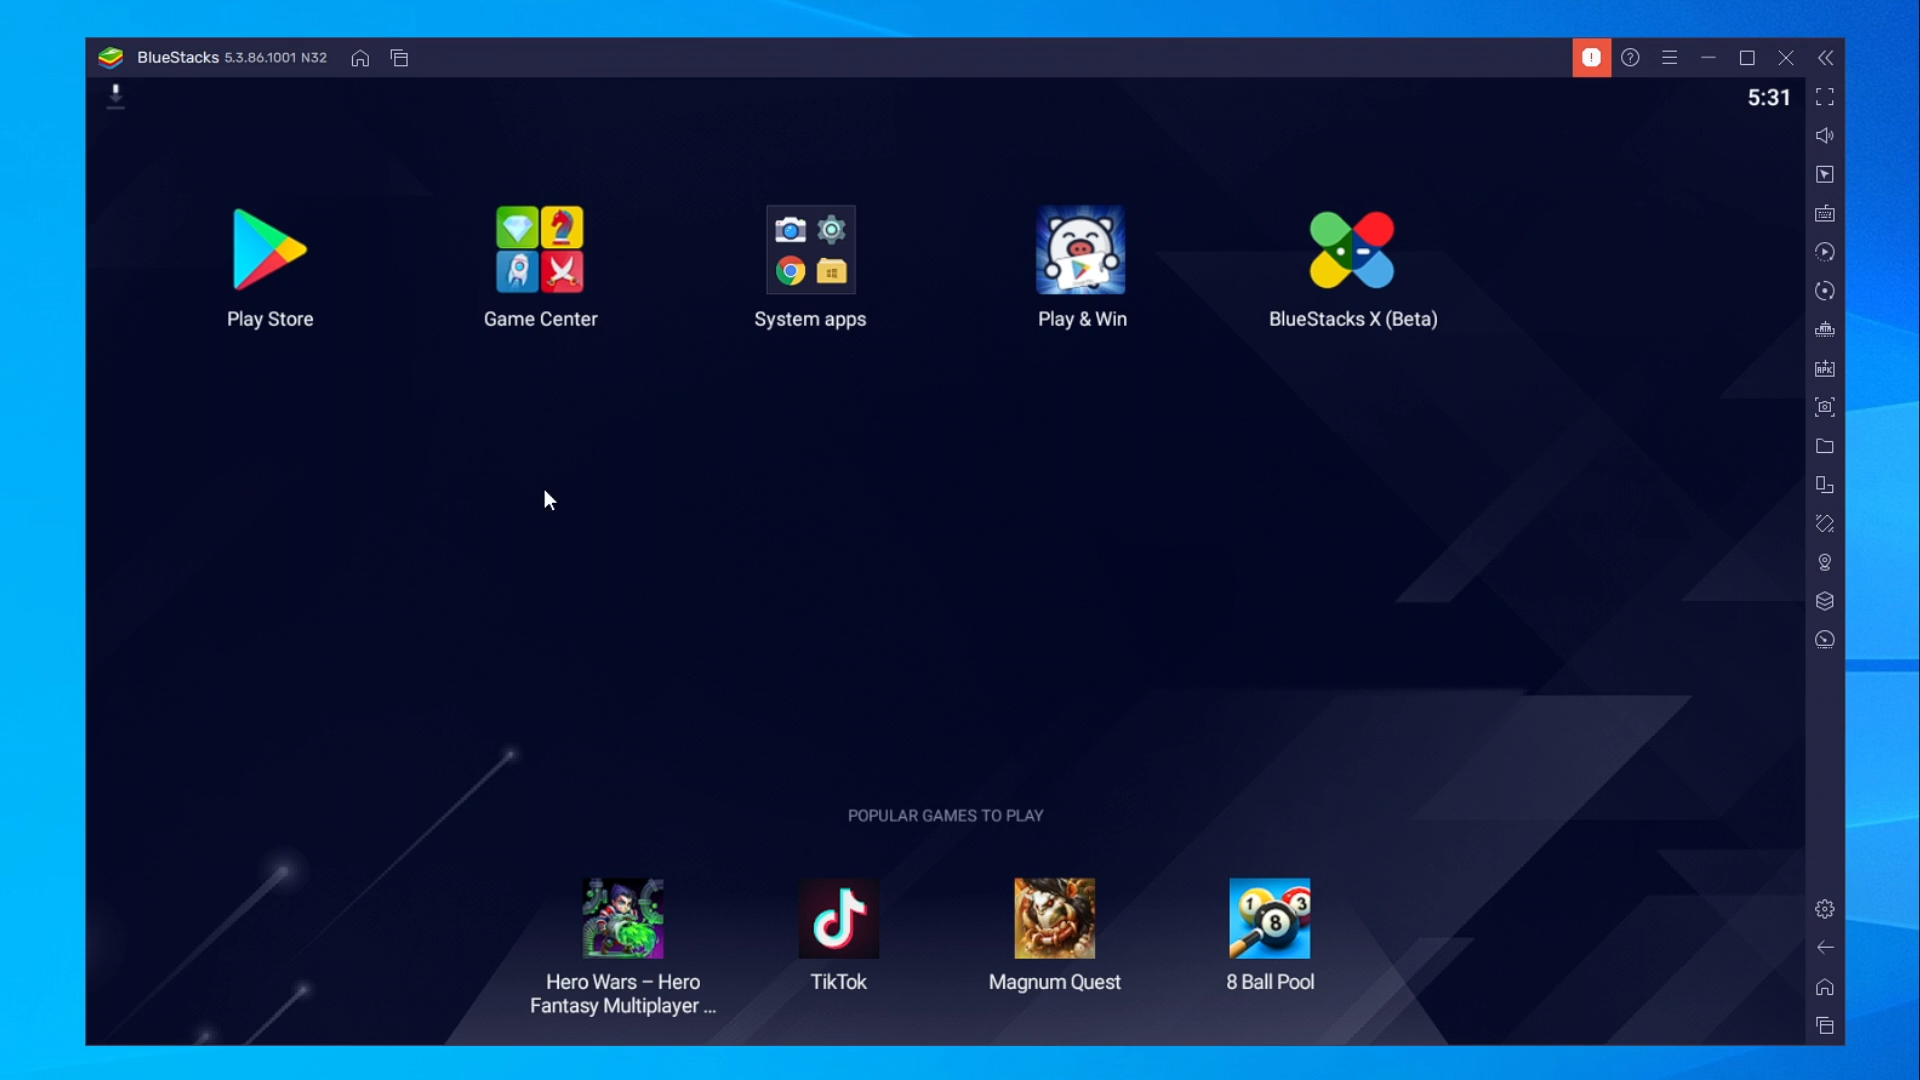 BlueStacks 5.3.86.1001 N32
5:31
Play Store
Game Center
System apps
Play & Win
BlueStacks X (Beta)
POPULAR GAMES TO PLAY
Hero Wars – Hero
Fantasy Multiplayer ...
TikTok
Magnum Quest
8 Ball Pool